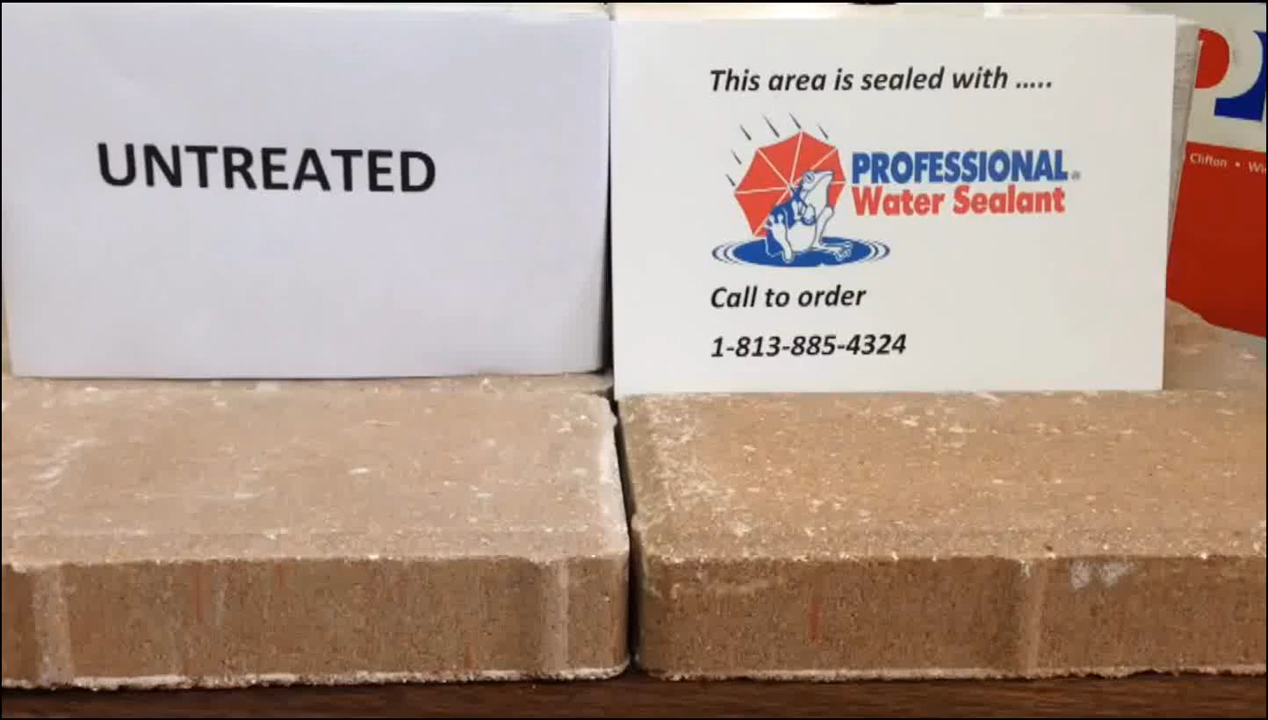 UNTREATED
This area is sealed with .....
PROFESSIONAL®
Water Sealant
Call to order
1-813-885-4324
Clifton •